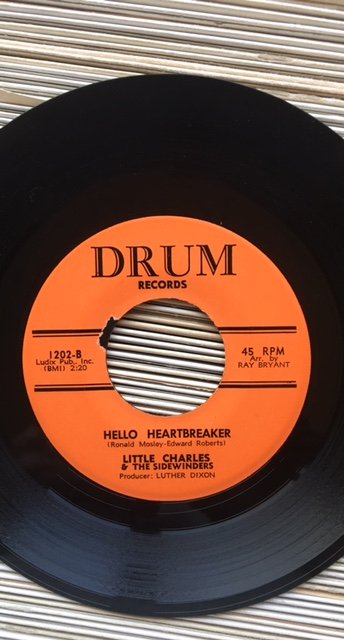 DRUM
RECORDS
1202-B
Ludix Pub., Inc.
(BMI) 2:20
45 RPM
Arr. by
RAY BRYANT
HELLO HEARTBREAKER
(Ronald Mosley-Edward Roberts)
LITTLE CHARLES
& THE SIDEWINDERS
Producer: LUTHER DIXON